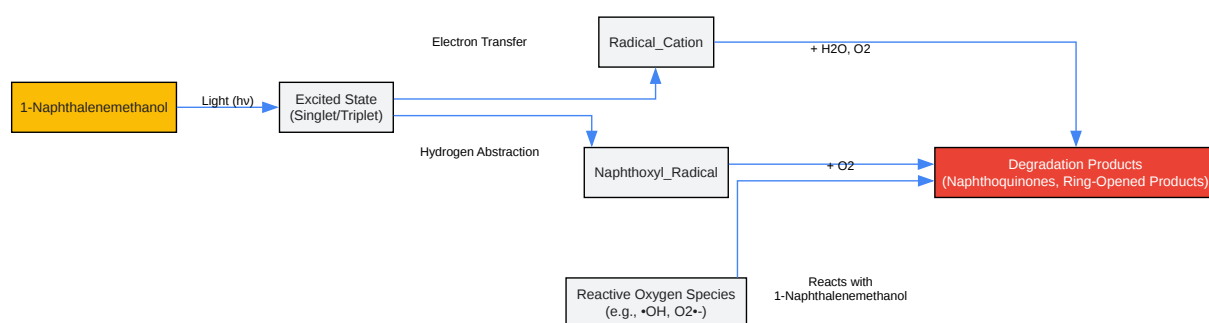 Electron Transfer
Radical_Cation
+ H2O, O2
1-Naphthalenemethanol
Light (hν)
Excited State
(Singlet/Triplet)
Hydrogen Abstraction
Naphthoxyl_Radical
+ O2
Degradation Products
(Naphthoquinones, Ring-Opened Products)
Reactive Oxygen Species
(e.g., •OH, O2•-)
Reacts with
1-Naphthalenemethanol